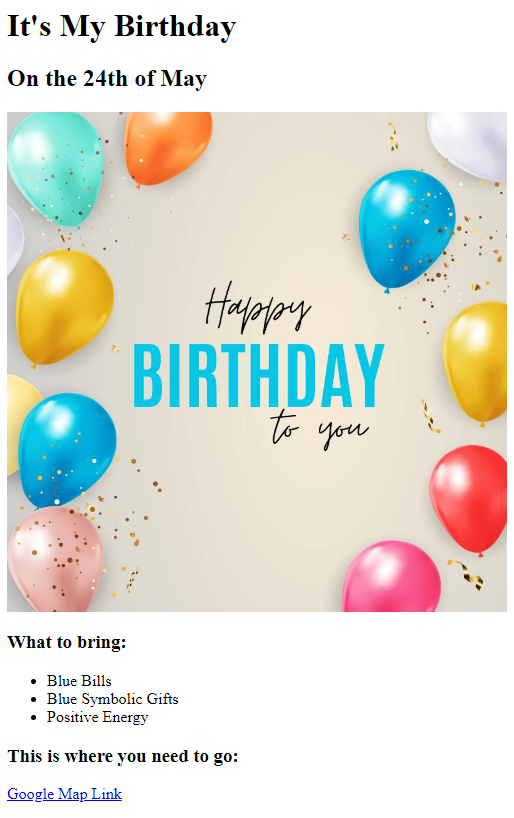 It's My Birthday
On the 24th of May
Happy
BIRTHDAY
to you
What to bring:
Blue Bills
Blue Symbolic Gifts
Positive Energy
This is where you need to go:
Google Map Link